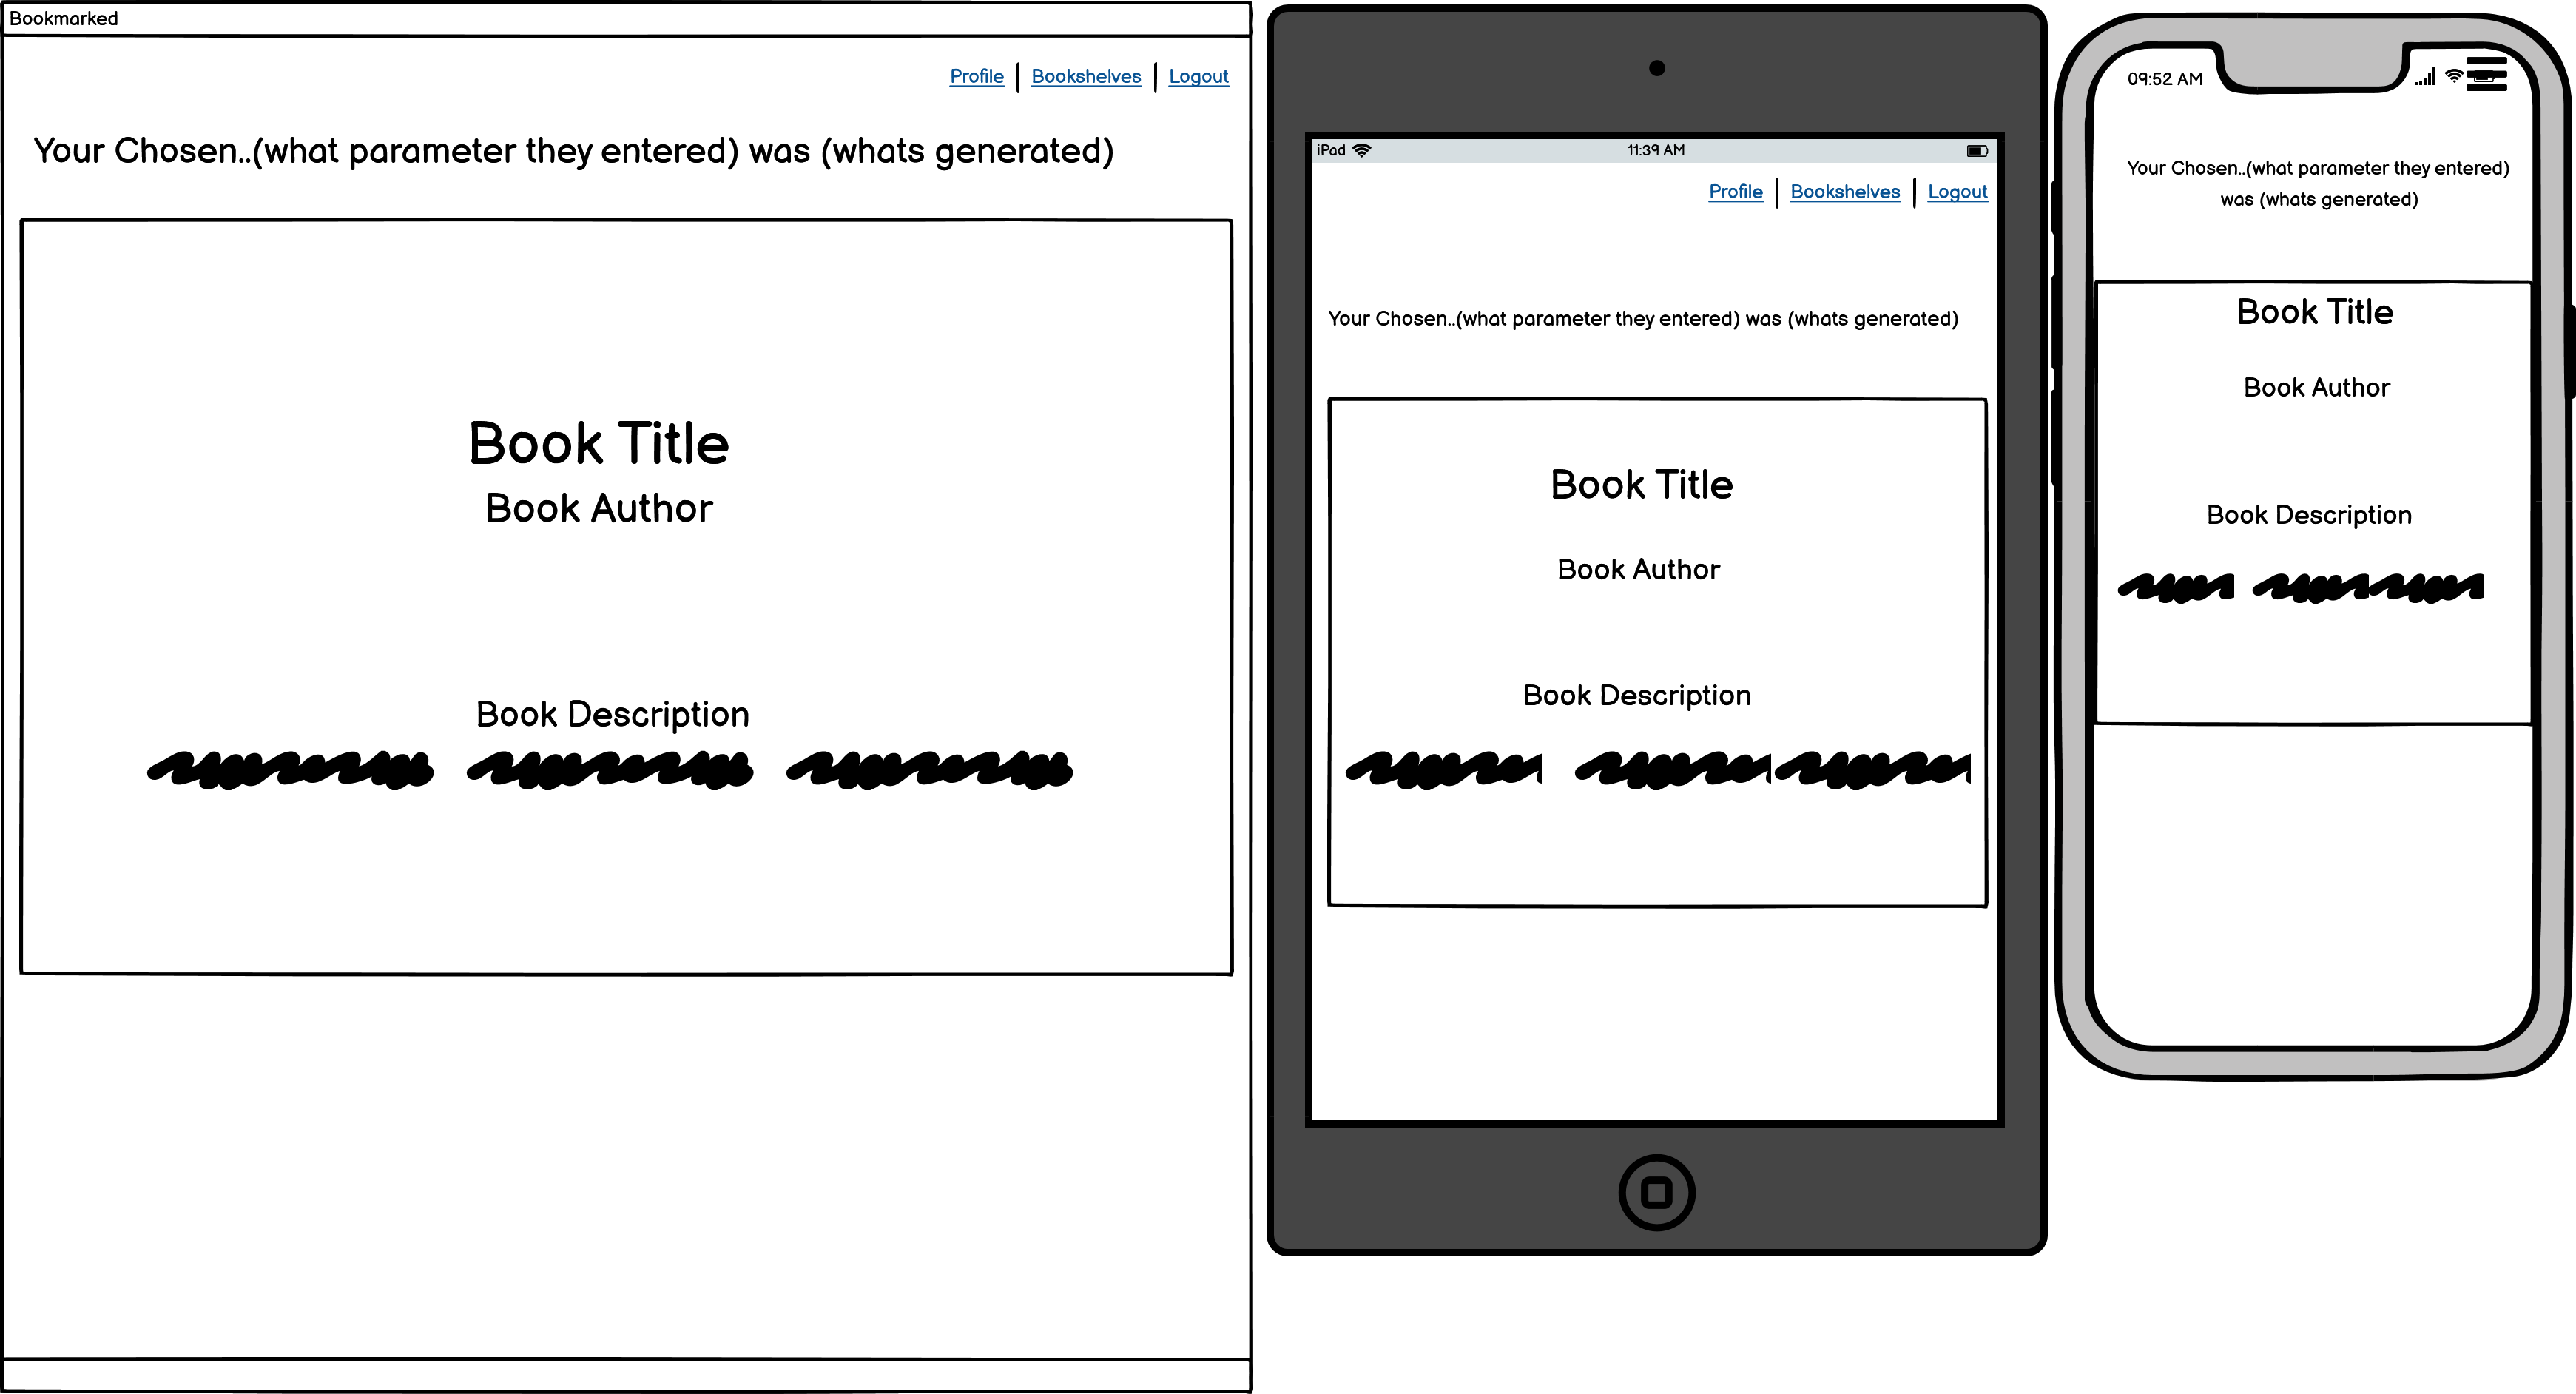 Bookmarked
Profile | Bookshelves | Logout
Your Chosen..(what parameter they entered) was (whats generated)
Book Title
Book Author
Book Description
iPad 11:39 AM
Profile | Bookshelves | Logout
Your Chosen..(what parameter they entered) was (whats generated)
Book Title
Book Author
Book Description
09:52 AM
Your Chosen..(what parameter they entered)
was (whats generated)
Book Title
Book Author
Book Description